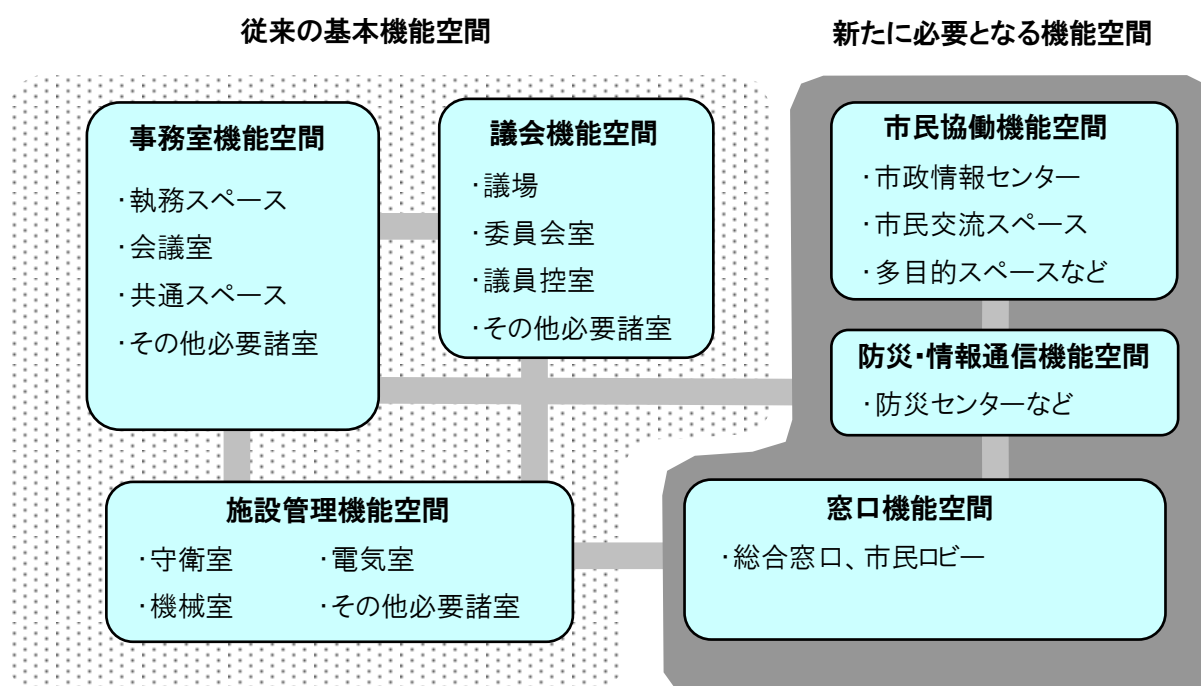 従来の基本機能空間
新たに必要となる機能空間
事務室機能空間
・執務スペース
・会議室
・共通スペース
・その他必要諸室
議会機能空間
・議場
・委員会室
・議員控室
・その他必要諸室
市民協働機能空間
・市政情報センター
・市民交流スペース
・多目的スペースなど
防災・情報通信機能空間
・防災センターなど
施設管理機能空間
・守衛室 ・電気室
・機械室 ・その他必要諸室
窓口機能空間
・総合窓口、市民ロビー